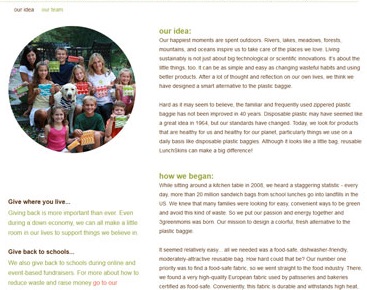 our idea our team
our idea:
Our happiest moments are spent outdoors. Rivers, lakes, meadows, forests,
mountains, and oceans inspire us to take care of the places we love. Living
sustainably is not just about big technological or scientific innovations. It's about the
little things, too. It can be as simple and easy as changing wasteful habits and using
better products. After a lot of thought and reflection on our own lives, we think we
have designed a smart alternative to the plastic baggie.
Hard as it may seem to believe, the familiar and frequently used zippered plastic
baggie has not been improved in 40 years. Disposable plastic may have seemed like
a great idea in 1964, but our standards have changed. Today, we look for products
that are healthy for us and healthy for our planet, particularly things we use on a
daily basis like disposable plastic baggies. Although it looks like a little bag, reusable
LunchSkins can make a big difference!
how we began:
While sitting around a kitchen table in 2008, we heard a staggering statistic - every
day, more than 20 million sandwich bags from school lunches go into landfills in the
US. We knew that many families were looking for easy, convenient ways to be green
and avoid this kind of waste. So we put our passion and energy together and
3greenmoms was born. Our mission: to design a colorful, fresh alternative to the
plastic baggie.
It seemed relatively easy... all we needed was a food-safe, dishwasher-friendly,
moderately-attractive reusable bag. How hard could that be? Our number one
priority was to find a food-safe fabric, so we went straight to the food industry. There
we found a very high-quality European fabric used by patisseries and bakeries
certified as food-safe. Conveniently, this fabric is durable and withstands high heat,
Give where you live...
Giving back is more important than ever. Even
during a down economy, we can all make a little
room in our lives to support things we believe in.
Give back to schools...
We also give back to schools during online and
event-based fundraisers. For more about how to
reduce waste and raise money go to our